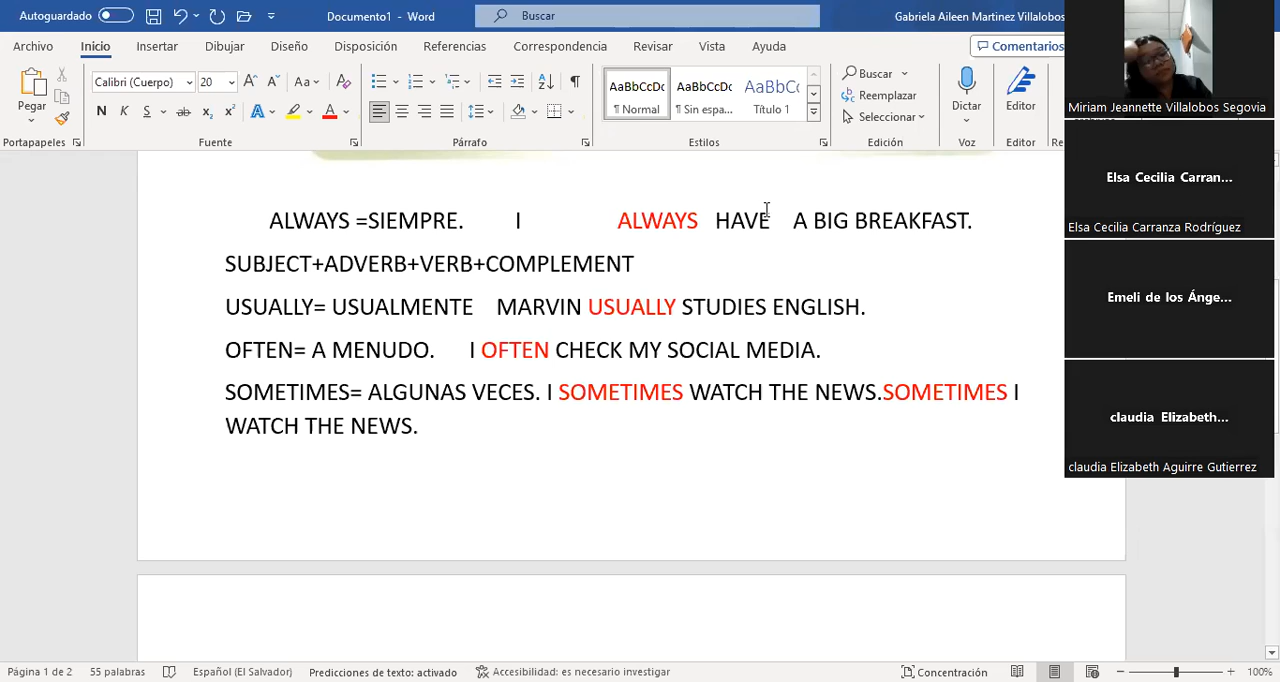 Autoguardado
Documento1 - Word
Buscar
Gabriela Aileen Martinez Villalobos
Archivo Inicio Insertar Dibujar Diseño Disposición Referencias Correspondencia Revisar Vista Ayuda
Comentarios
Pegar
Calibri (Cuerpo) 20
Aa
N K S ab x₂ x² A A
AaBbCcDc AaBbCcDc AaBbCc
¶ Normal ¶ Sin espa... Título 1
Buscar
Reemplazar
Seleccionar
Dictar
Editor
Portapapeles Fuente Párrafo Estilos Edición Voz Editor
Miriam Jeannette Villalobos Segovia
Elsa Cecilia Carran...
Elsa Cecilia Carranza Rodríguez
Emeli de los Ánge...
claudia Elizabeth...
claudia Elizabeth Aguirre Gutierrez
ALWAYS =SIEMPRE. I ALWAYS HAVE A BIG BREAKFAST.
SUBJECT+ADVERB+VERB+COMPLEMENT
USUALLY= USUALMENTE MARVIN USUALLY STUDIES ENGLISH.
OFTEN= A MENUDO. I OFTEN CHECK MY SOCIAL MEDIA.
SOMETIMES= ALGUNAS VECES. I SOMETIMES WATCH THE NEWS.SOMETIMES I
WATCH THE NEWS.
Página 1 de 2 55 palabras Español (El Salvador) Predicciones de texto: activado Accesibilidad: es necesario investigar Concentración 100%